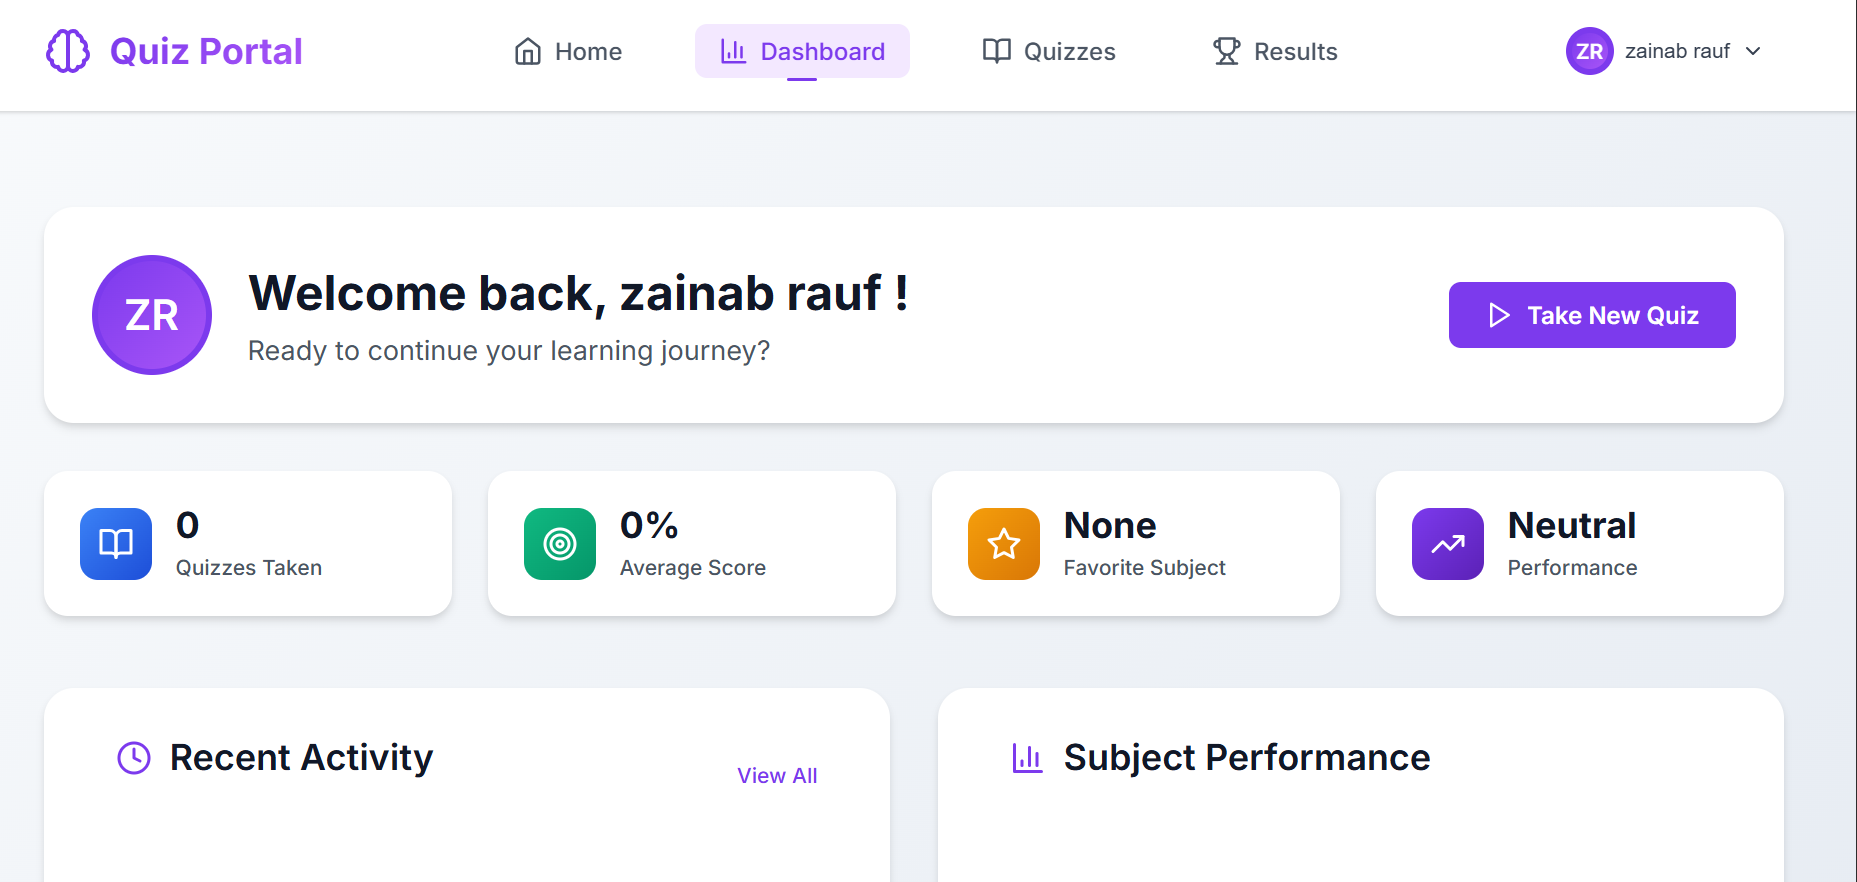 Quiz Portal
Home
Dashboard
Quizzes
Results
ZR
zainab rauf
ZR
Welcome back, zainab rauf !
Ready to continue your learning journey?
Take New Quiz
0
Quizzes Taken
0%
Average Score
None
Favorite Subject
Neutral
Performance
Recent Activity
View All
Subject Performance